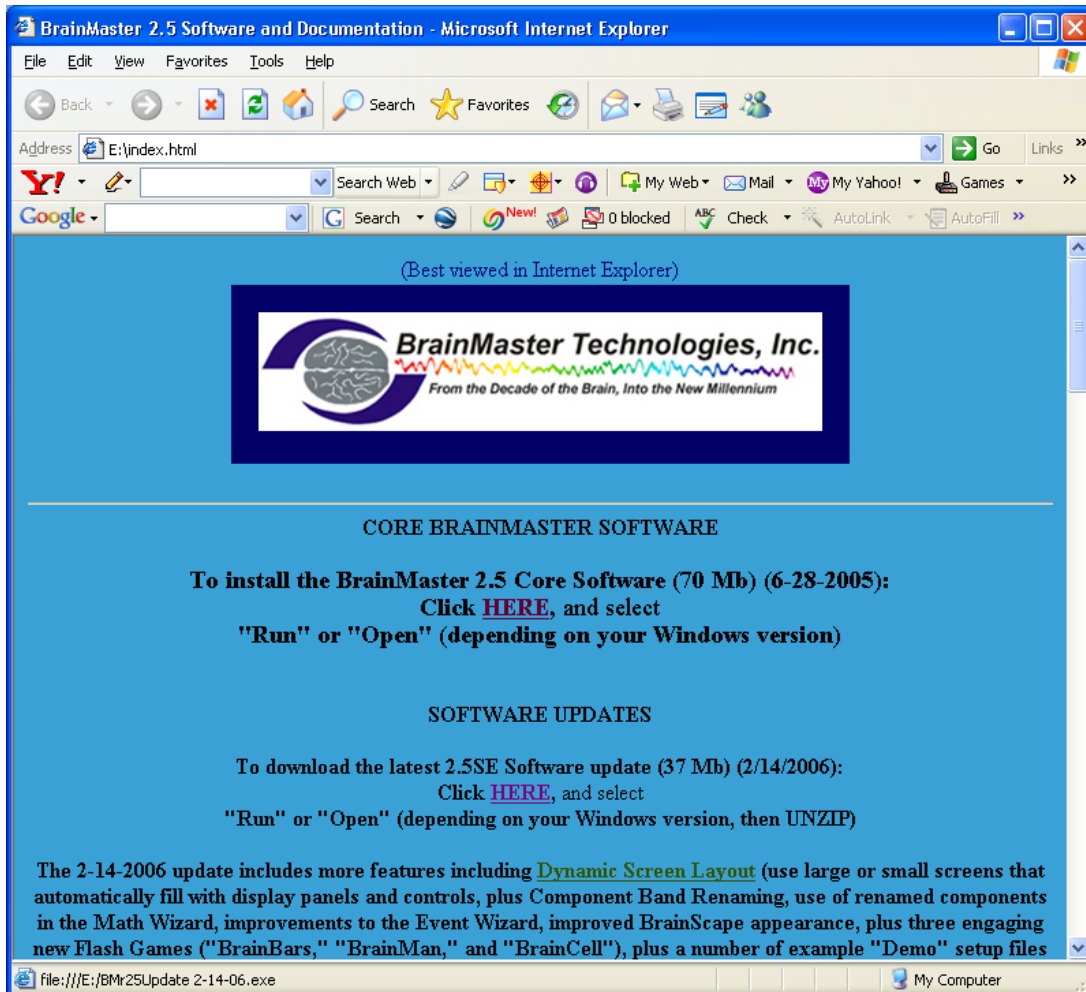 BrainMaster 2.5 Software and Documentation - Microsoft Internet Explorer
File Edit View Favorites Tools Help
Back Search Favorites
Address E:\index.html Go Links »
Y! Search Web My Web Mail My My Yahoo! Games »
Google G Search New! 0 blocked ABC Check AutoLink AutoFill »
(Best viewed in Internet Explorer)
BrainMaster Technologies, Inc.
From the Decade of the Brain, Into the New Millennium
CORE BRAINMASTER SOFTWARE
To install the BrainMaster 2.5 Core Software (70 Mb) (6-28-2005):
Click HERE, and select
"Run" or "Open" (depending on your Windows version)
SOFTWARE UPDATES
To download the latest 2.5SE Software update (37 Mb) (2/14/2006):
Click HERE, and select
"Run" or "Open" (depending on your Windows version, then UNZIP)
The 2-14-2006 update includes more features including Dynamic Screen Layout (use large or small screens that
automatically fill with display panels and controls, plus Component Band Renaming, use of renamed components
in the Math Wizard, improvements to the Event Wizard, improved BrainScape appearance, plus three engaging
new Flash Games ("BrainBars," "BrainMan," and "BrainCell"), plus a number of example "Demo" setup files
file:///E:/BMr25Update 2-14-06.exe My Computer